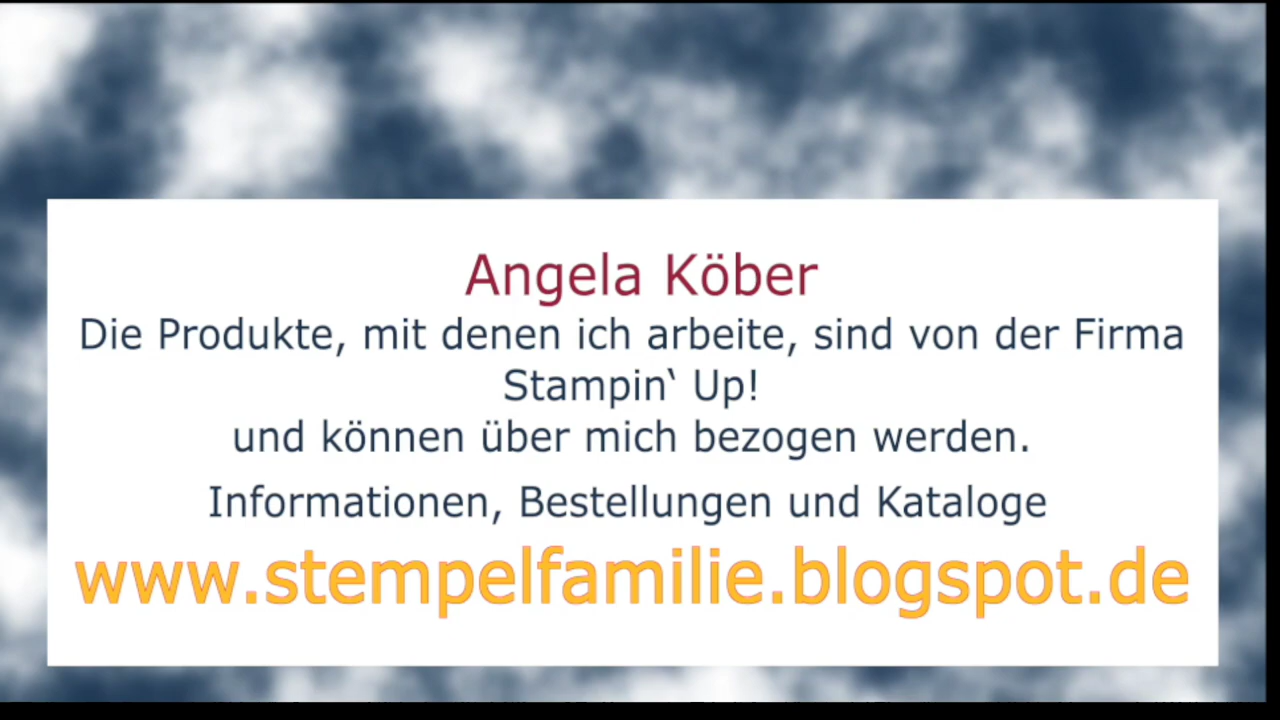 Angela Köber
Die Produkte, mit denen ich arbeite, sind von der Firma
Stampin‘ Up!
und können über mich bezogen werden.
Informationen, Bestellungen und Kataloge
www.stempelfamilie.blogspot.de